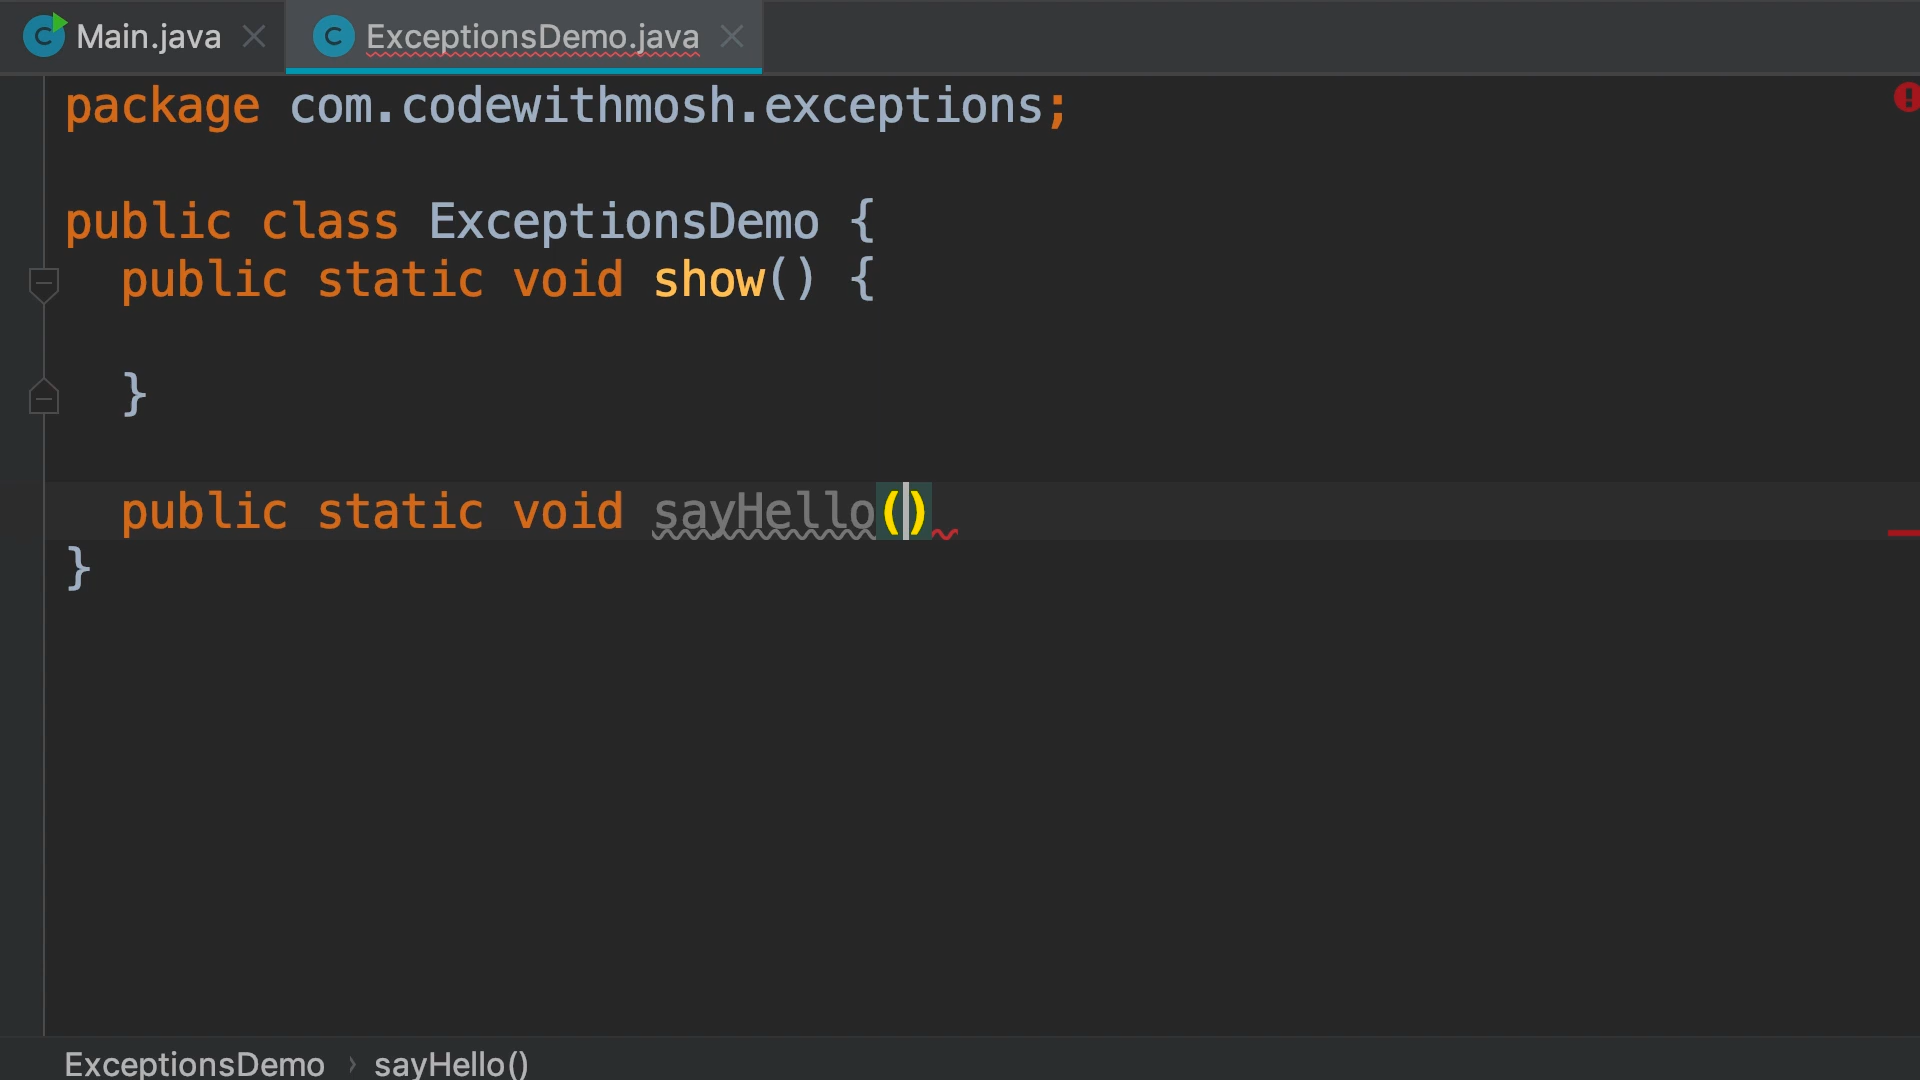 Main.java ExceptionsDemo.java
package com.codewithmosh.exceptions;
public class ExceptionsDemo {
public static void show() {
}
public static void sayHello()
}
ExceptionsDemo › sayHello()